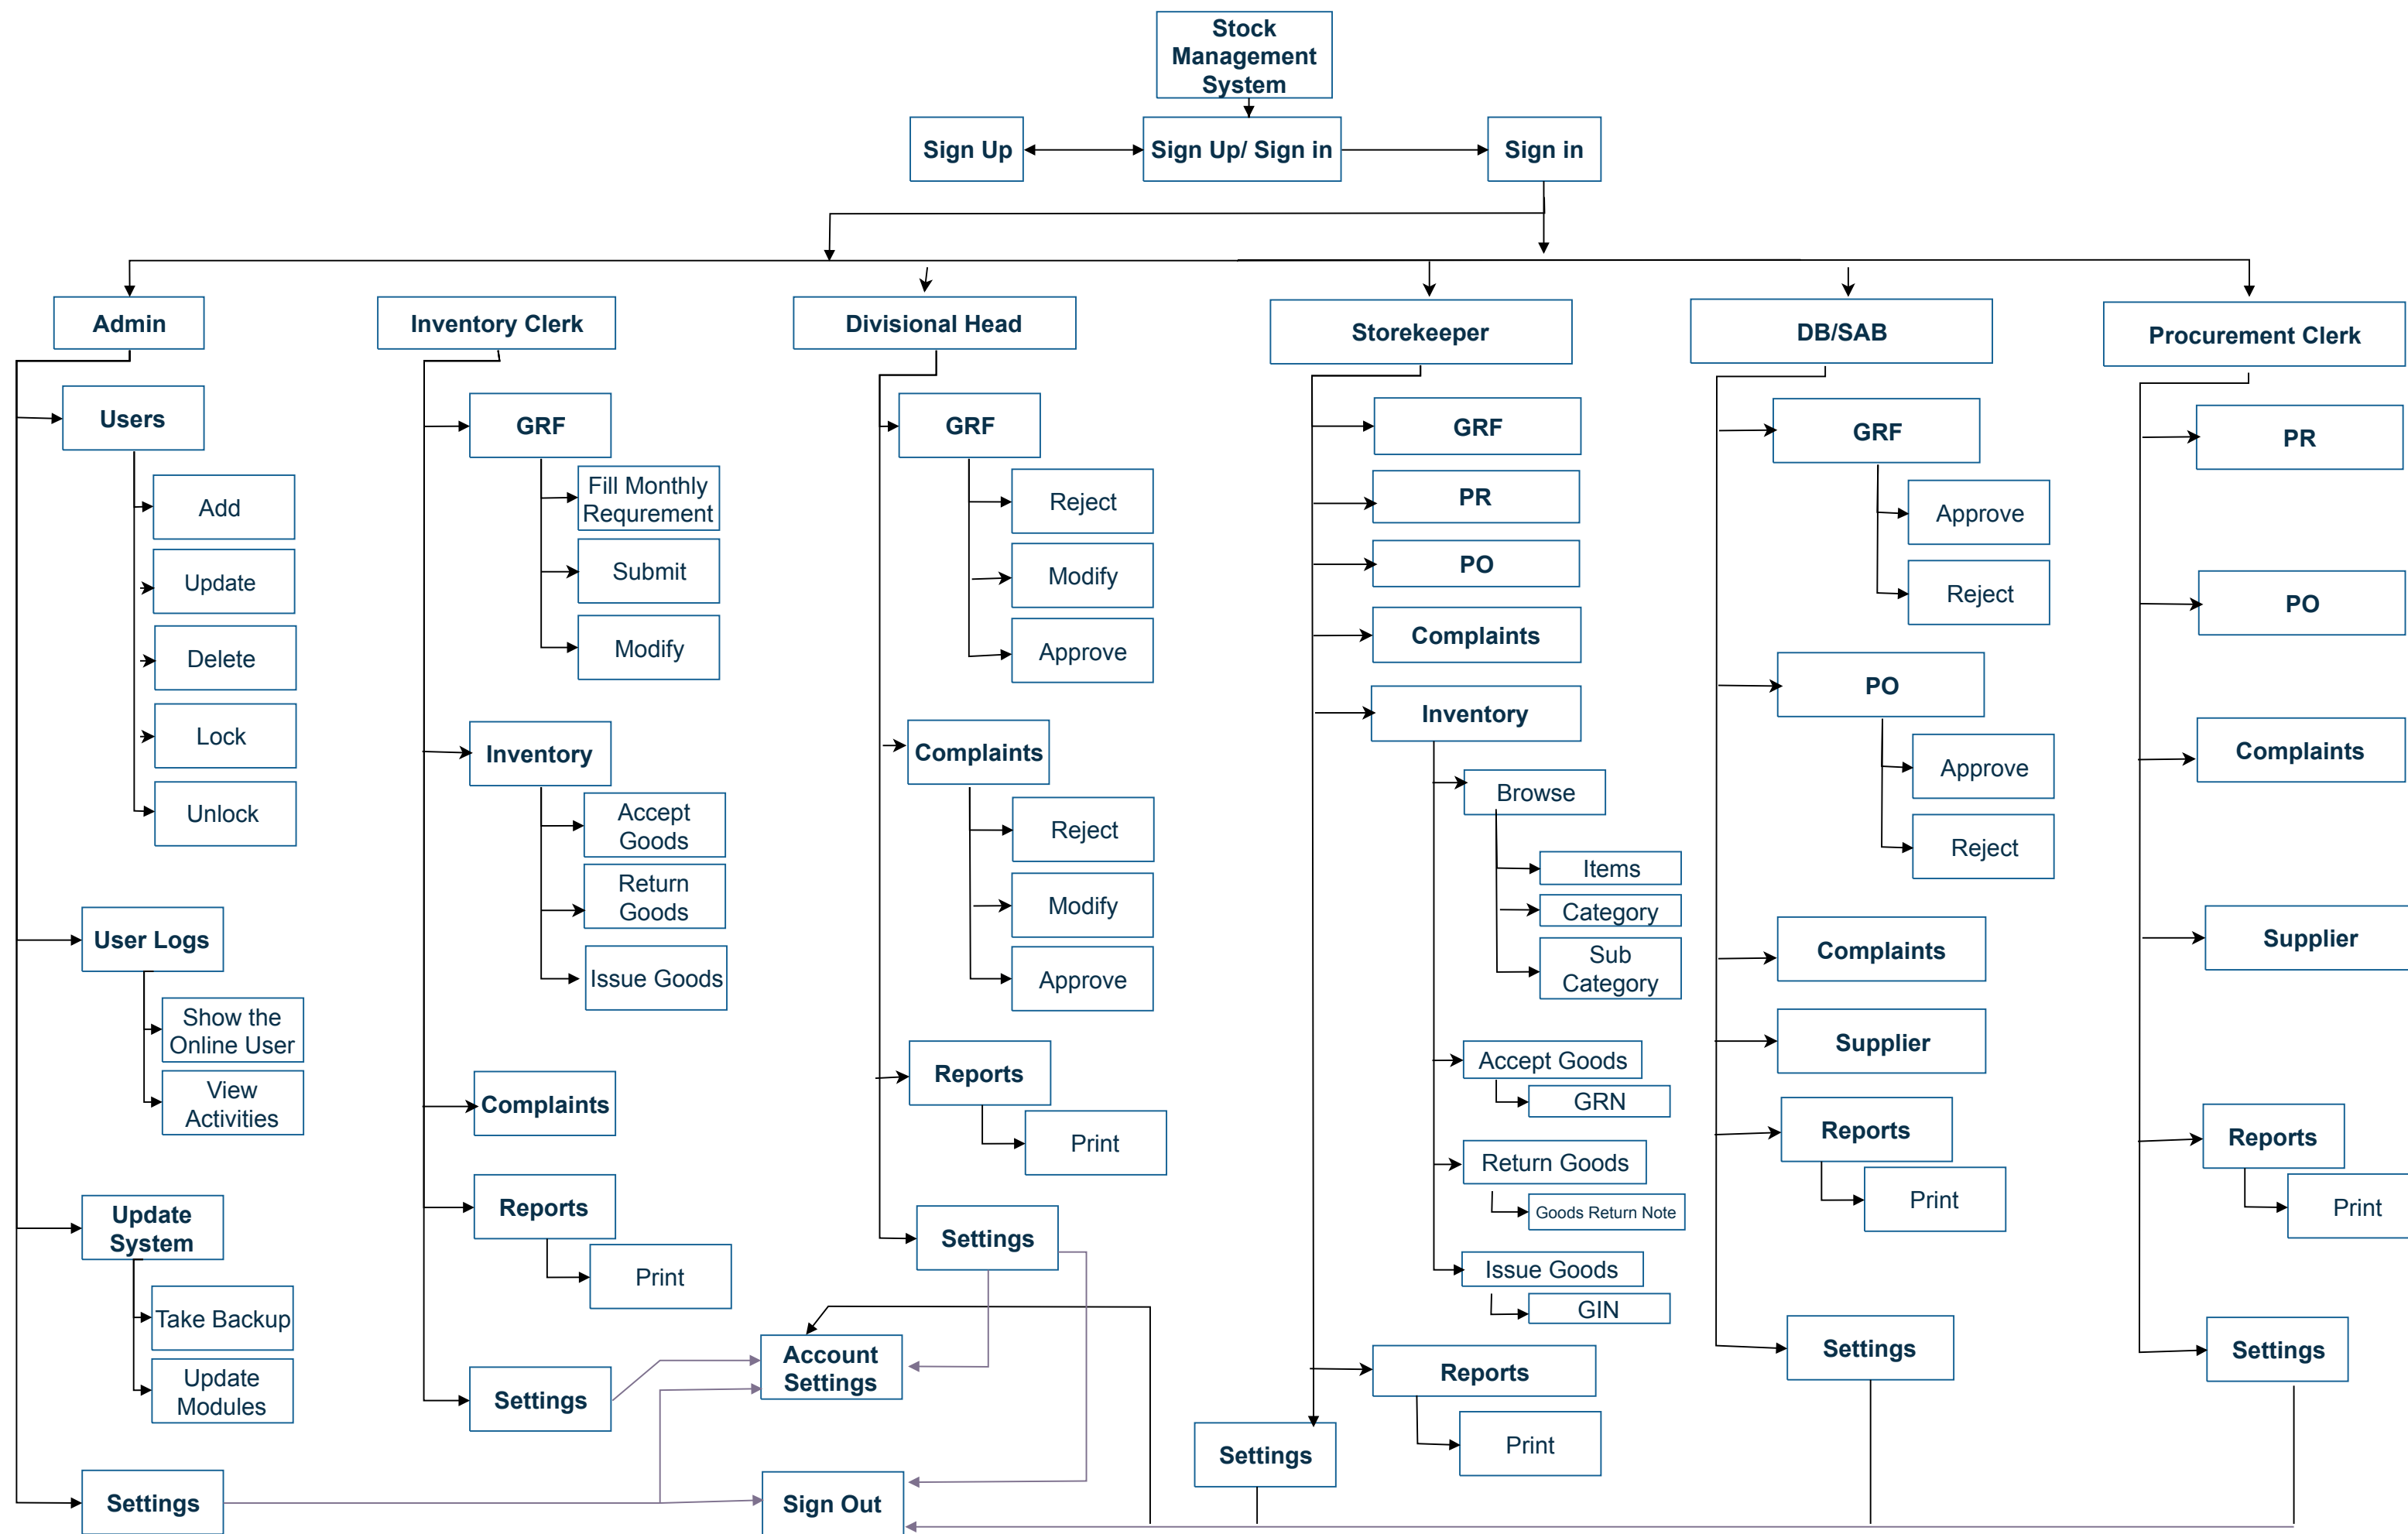 Stock
Management
System
Sign Up
Sign Up/ Sign in
Sign in
Admin
Inventory Clerk
Divisional Head
Storekeeper
DB/SAB
Procurement Clerk
Users
Add
Update
Delete
Lock
Unlock
User Logs
Show the
Online User
View
Activities
Update
System
Take Backup
Update
Modules
Settings
GRF
Fill Monthly
Requrement
Submit
Modify
Inventory
Accept
Goods
Return
Goods
Issue Goods
Complaints
Reports
Print
Settings
GRF
Reject
Modify
Approve
Complaints
Reject
Modify
Approve
Reports
Print
Settings
Account
Settings
Sign Out
GRF
PR
PO
Complaints
Inventory
Browse
Items
Category
Sub
Category
Accept Goods
GRN
Return Goods
Goods Return Note
Issue Goods
GIN
Reports
Print
Settings
GRF
Approve
Reject
PO
Approve
Reject
Complaints
Supplier
Reports
Print
Settings
PR
PO
Complaints
Supplier
Reports
Print
Settings